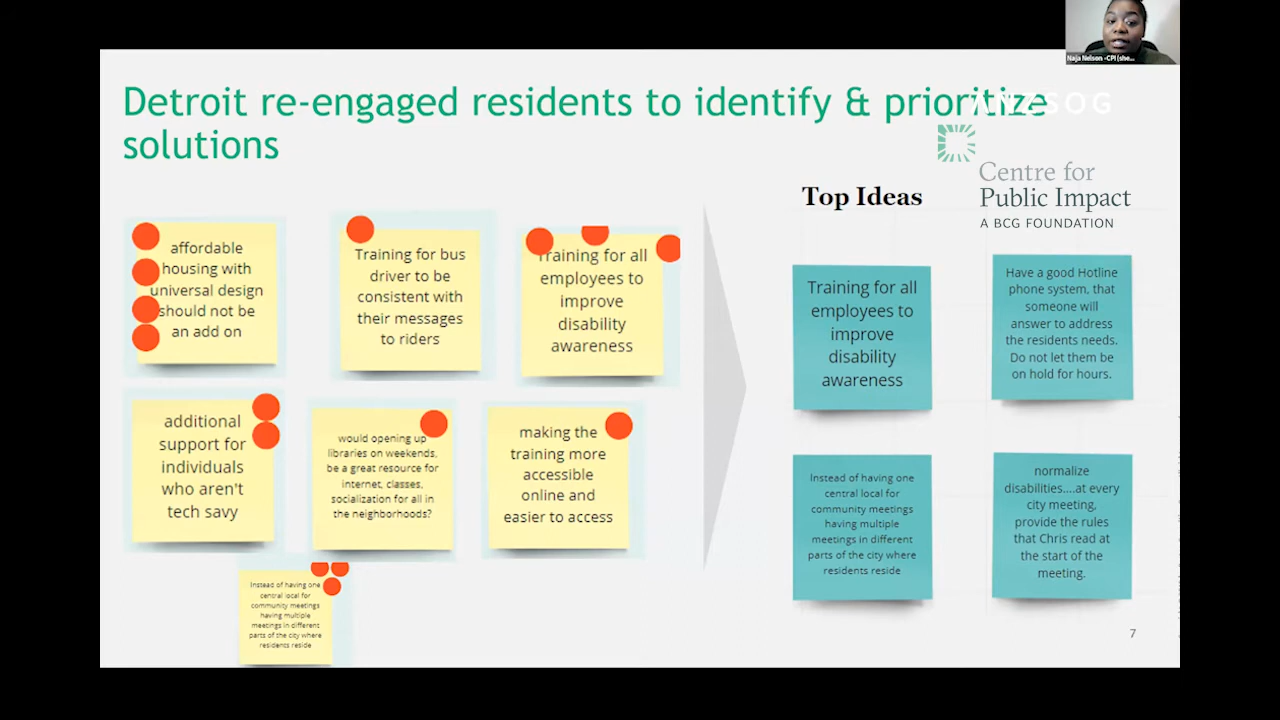 Naja Nelson -CPI (she...
Detroit re-engaged residents to identify & prioritize
solutions
ANZSOG
Centre for
Public Impact
A BCG FOUNDATION
Top Ideas
affordable
housing with
universal design
should not be
an add on
Training for bus
driver to be
consistent with
their messages
to riders
Training for all
employees to
improve
disability
awareness
additional
support for
individuals
who aren't
tech savy
would opening up
libraries on weekends,
be a great resource for
internet, classes,
socialization for all in
the neighborhoods?
making the
training more
accessible
online and
easier to access
Instead of having one
central local for
community meetings
having multiple
meetings in different
parts of the city where
residents reside
Training for all
employees to
improve
disability
awareness
Have a good Hotline
phone system, that
someone will
answer to address
the residents needs.
Do not let them be
on hold for hours.
Instead of having one
central local for
community meetings
having multiple
meetings in different
parts of the city where
residents reside
normalize
disabilities....at every
city meeting,
provide the rules
that Chris read at
the start of the
meeting.
7